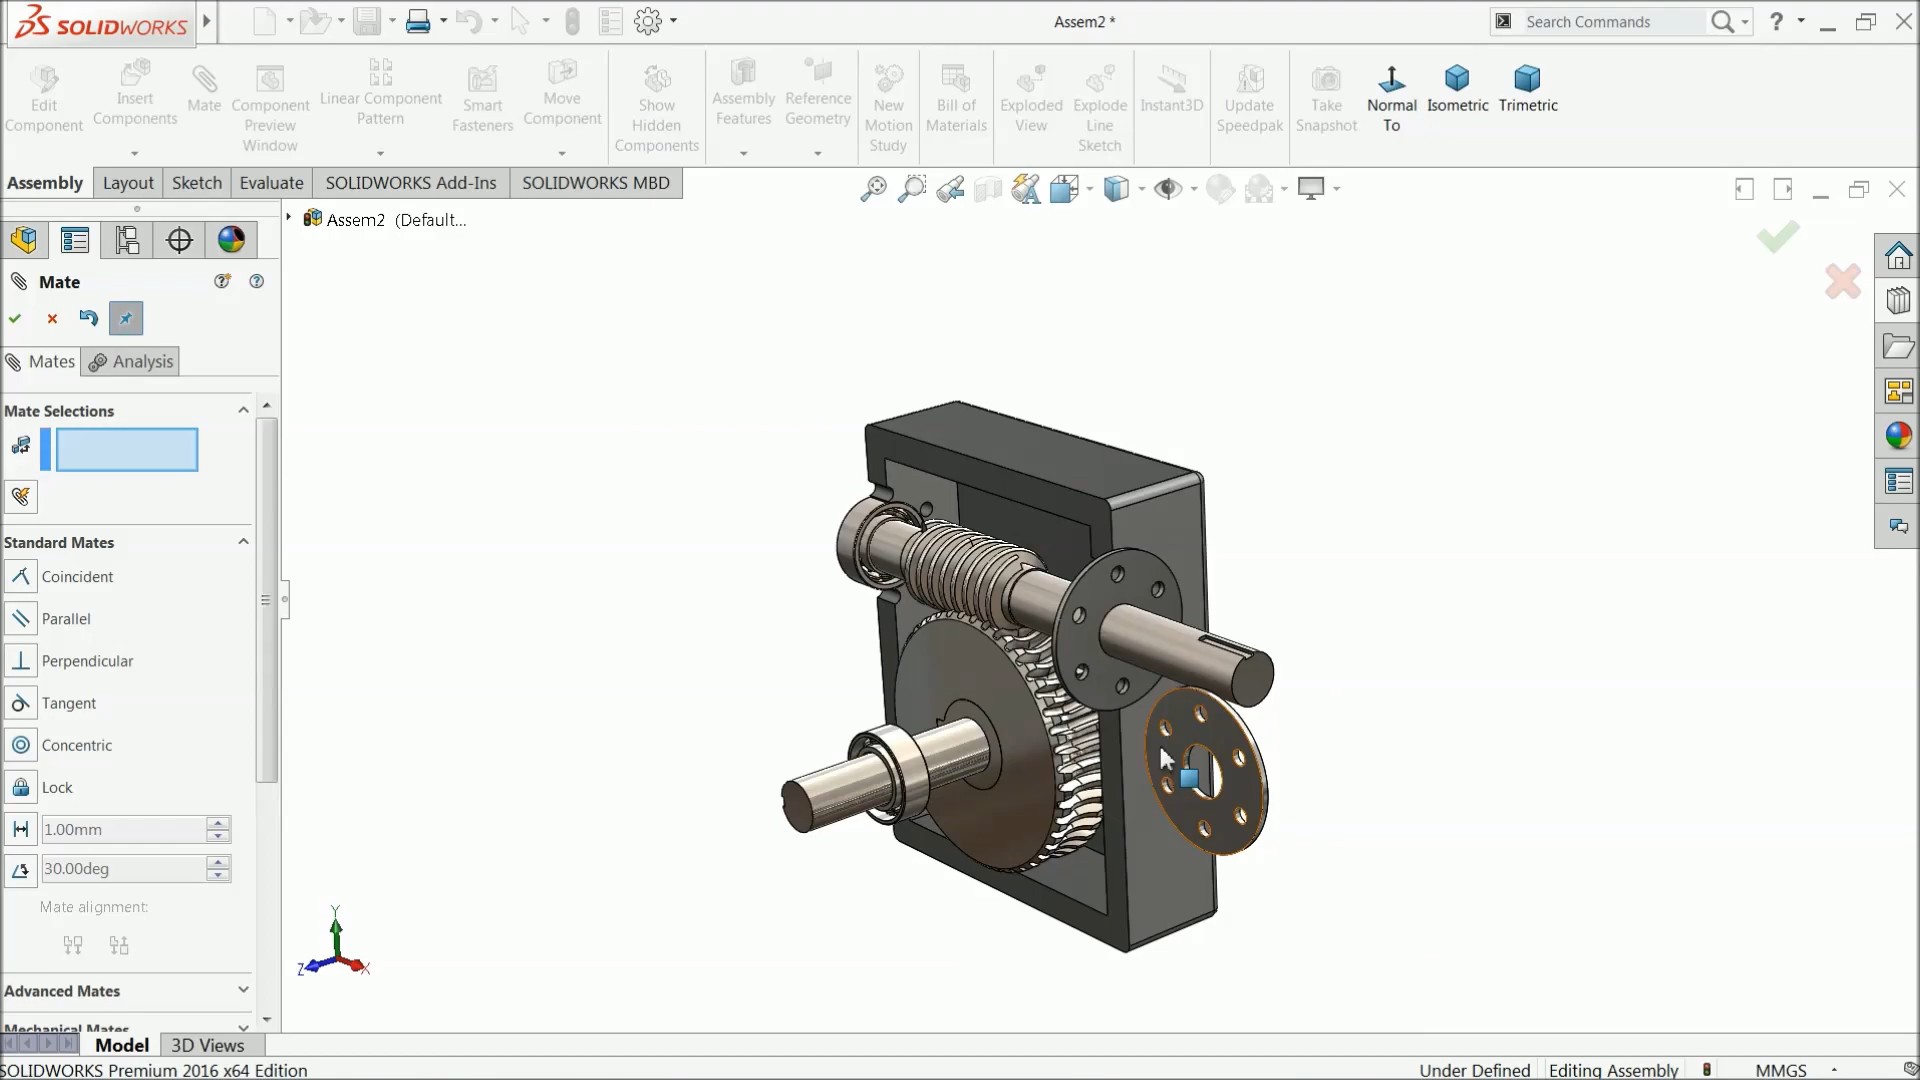 SOLIDWORKS
Assem2 *
Search Commands
?
Edit
Component
Insert
Components
Mate
Component
Preview
Window
Linear Component
Pattern
Smart
Fasteners
Move
Component
Show
Hidden
Components
Assembly
Features
Reference
Geometry
New
Motion
Study
Bill of
Materials
Exploded
View
Explode
Line
Sketch
Instant3D
Update
Speedpak
Take
Snapshot
Normal
To
Isometric
Trimetric
Assembly
Layout
Sketch
Evaluate
SOLIDWORKS Add-Ins
SOLIDWORKS MBD
Assem2 (Default...
Mate
Mates
Analysis
Mate Selections
Standard Mates
Coincident
Parallel
Perpendicular
Tangent
Concentric
Lock
1.00mm
30.00deg
Mate alignment:
Advanced Mates
Mechanical Mates
Y
Z
X
Model
3D Views
SOLIDWORKS Premium 2016 x64 Edition
Under Defined
Editing Assembly
MMGS